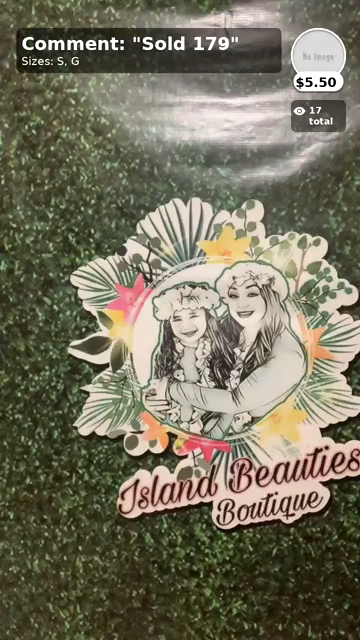 Comment: "Sold 179"
Sizes: S, G
No Image
$5.50
17
total
Island Beauties
Boutique